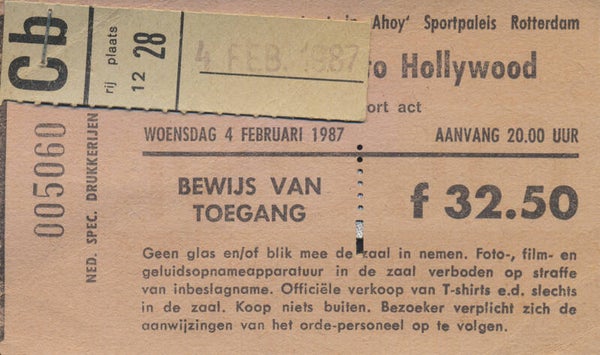 Cb
rij plaats
12 28
4 FEB. 1987
Ahoy' Sportpaleis Rotterdam
to Hollywood
ort act
WOENSDAG 4 FEBRUARI 1987
AANVANG 20.00 UUR
005060
NED. SPEC. DRUKKERIJEN
BEWIJS VAN
TOEGANG
f 32.50
Geen glas en/of blik mee de zaal in nemen. Foto-, film- en
geluidsopnameapparatuur in de zaal verboden op straffe
van inbeslagname. Officiële verkoop van T-shirts e.d. slechts
in de zaal. Koop niets buiten. Bezoeker verplicht zich de
aanwijzingen van het orde-personeel op te volgen.